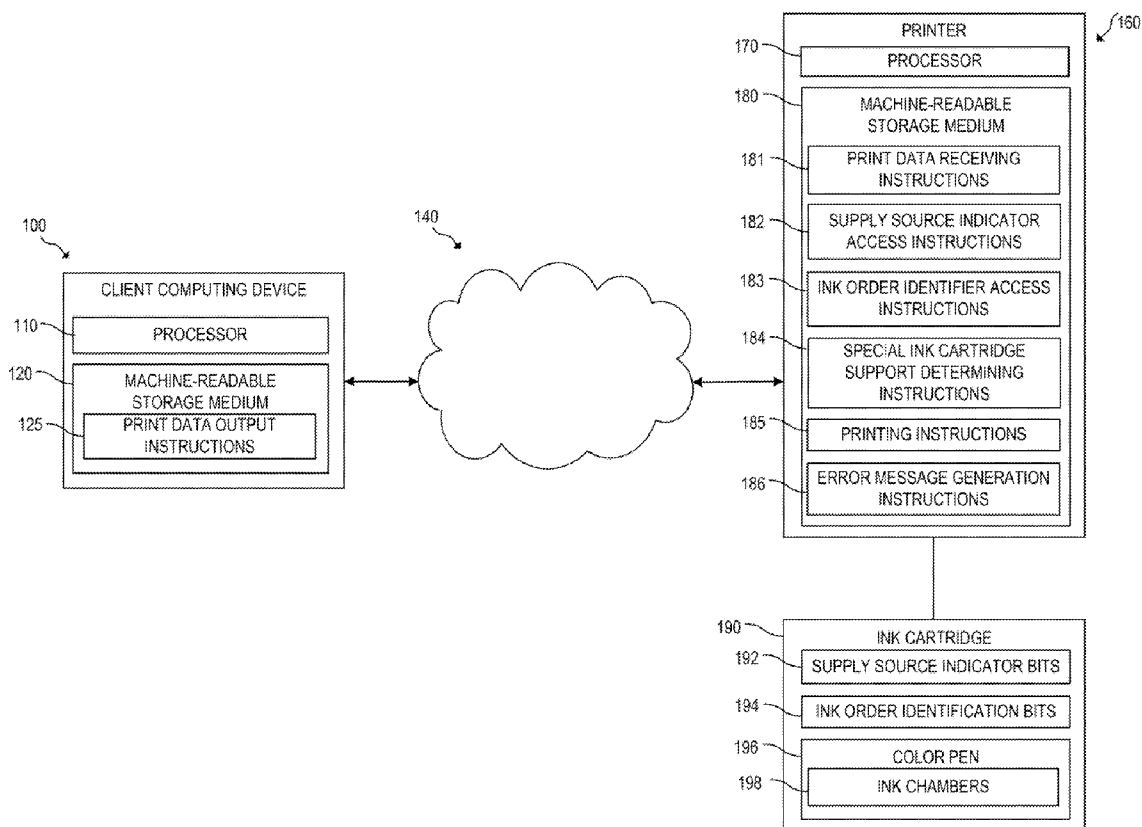 100
CLIENT COMPUTING DEVICE
110
PROCESSOR
120
MACHINE-READABLE
STORAGE MEDIUM
125
PRINT DATA OUTPUT
INSTRUCTIONS
140
160
PRINTER
170
PROCESSOR
180
MACHINE-READABLE
STORAGE MEDIUM
181
PRINT DATA RECEIVING
INSTRUCTIONS
182
SUPPLY SOURCE INDICATOR
ACCESS INSTRUCTIONS
183
INK ORDER IDENTIFIER ACCESS
INSTRUCTIONS
184
SPECIAL INK CARTRIDGE
SUPPORT DETERMINING
INSTRUCTIONS
185
PRINTING INSTRUCTIONS
186
ERROR MESSAGE GENERATION
INSTRUCTIONS
190
INK CARTRIDGE
192
SUPPLY SOURCE INDICATOR BITS
194
INK ORDER IDENTIFICATION BITS
196
COLOR PEN
198
INK CHAMBERS